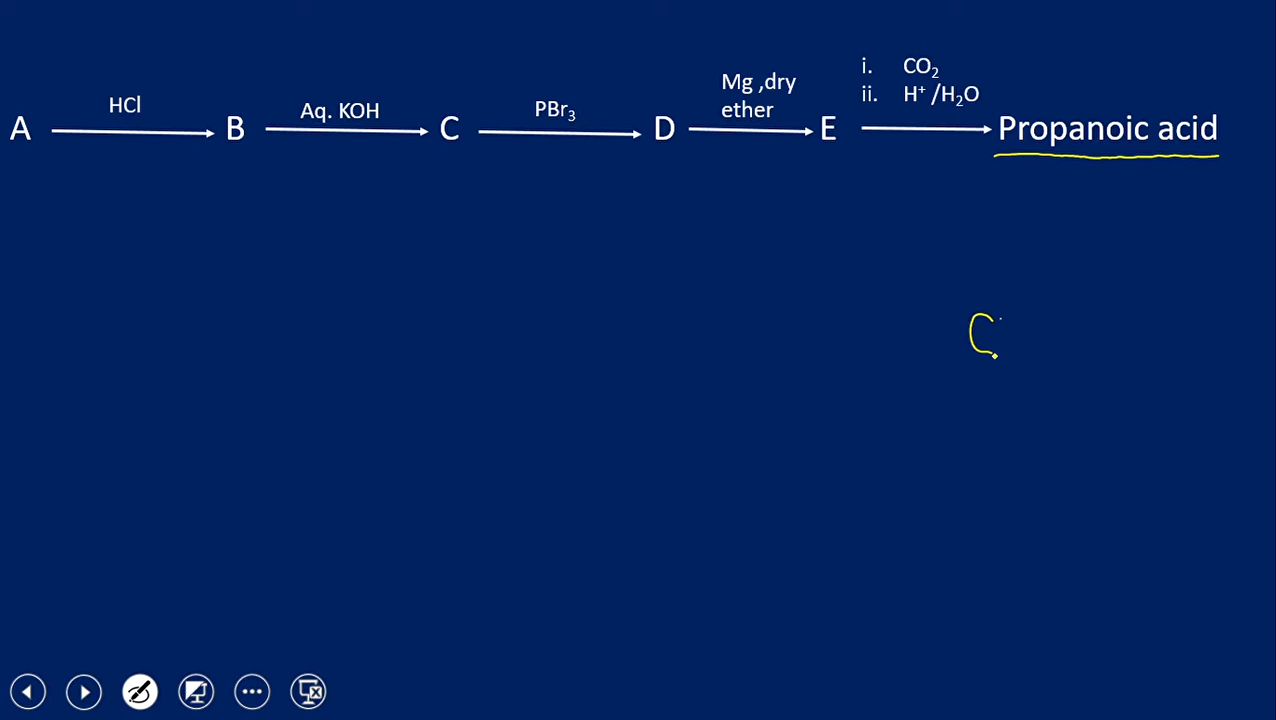 A HCl B Aq. KOH C PBr₃ D Mg ,dry ether E i. CO₂ ii. H⁺ /H₂O Propanoic acid
C